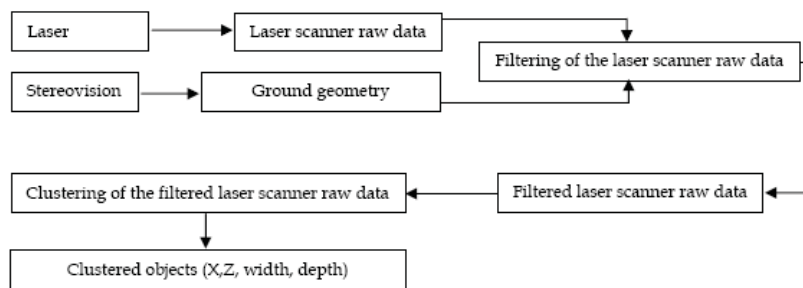 Laser
Laser scanner raw data
Filtering of the laser scanner raw data
Stereovision
Ground geometry
Clustering of the filtered laser scanner raw data
Filtered laser scanner raw data
Clustered objects (X,Z, width, depth)